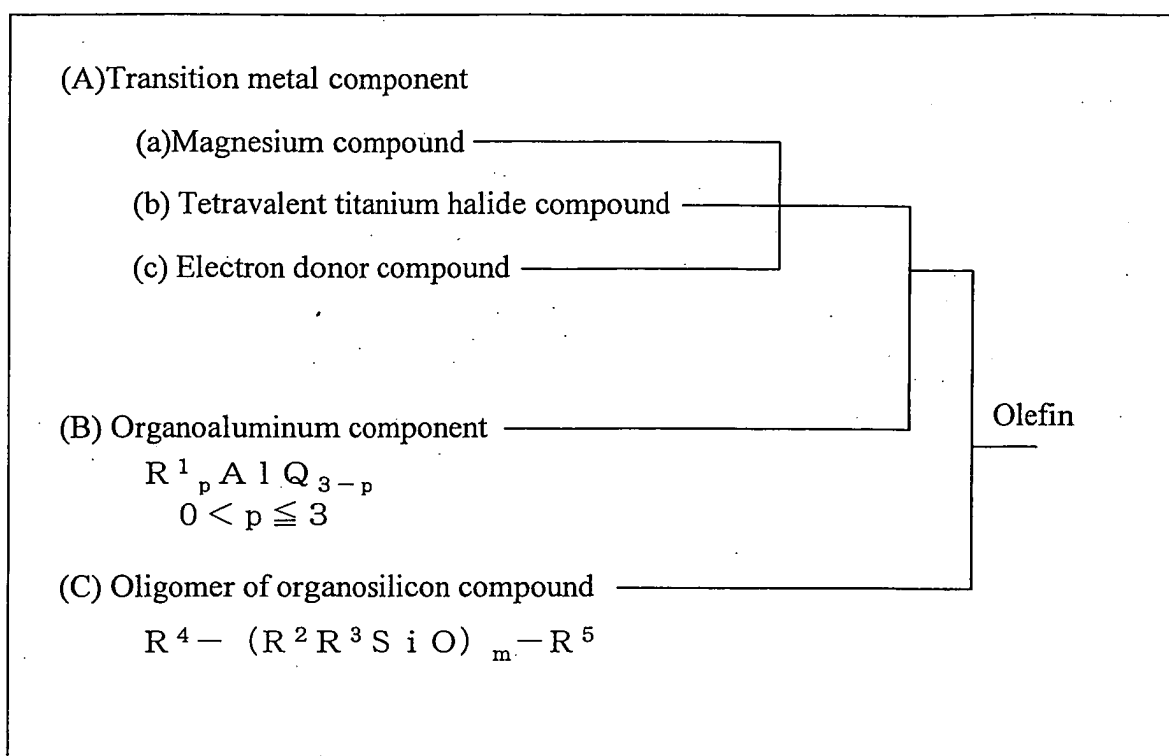 (A)Transition metal component
(a)Magnesium compound
(b) Tetravalent titanium halide compound
(c) Electron donor compound
Olefin
(B) Organoaluminum component
R¹ₚAlQ₃₋ₚ
0 < p ≦ 3
(C) Oligomer of organosilicon compound
R⁴－(R²R³SiO)ₘ－R⁵